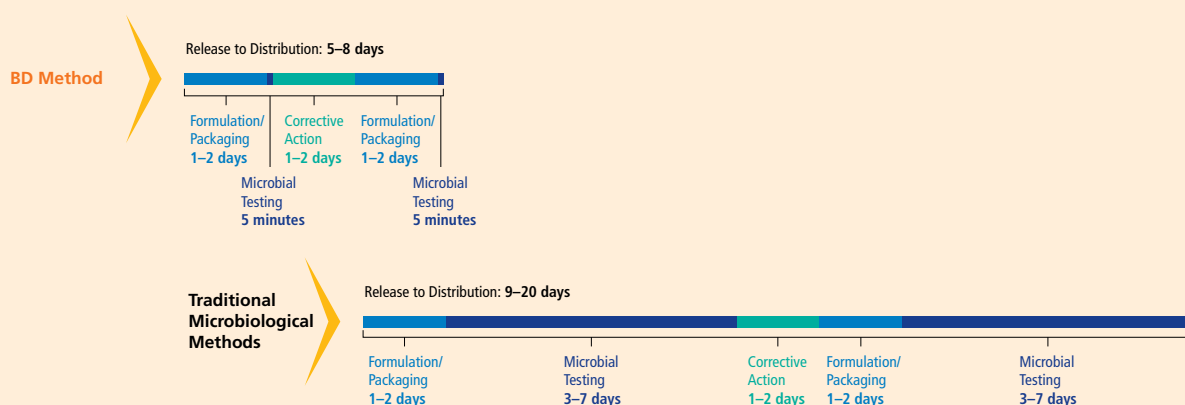 Release to Distribution: 5–8 days
BD Method
Formulation/
Packaging
1–2 days
Corrective
Action
1–2 days
Formulation/
Packaging
1–2 days
Microbial
Testing
5 minutes
Microbial
Testing
5 minutes
Traditional
Microbiological
Methods
Release to Distribution: 9–20 days
Formulation/
Packaging
1–2 days
Microbial
Testing
3–7 days
Corrective
Action
1–2 days
Formulation/
Packaging
1–2 days
Microbial
Testing
3–7 days